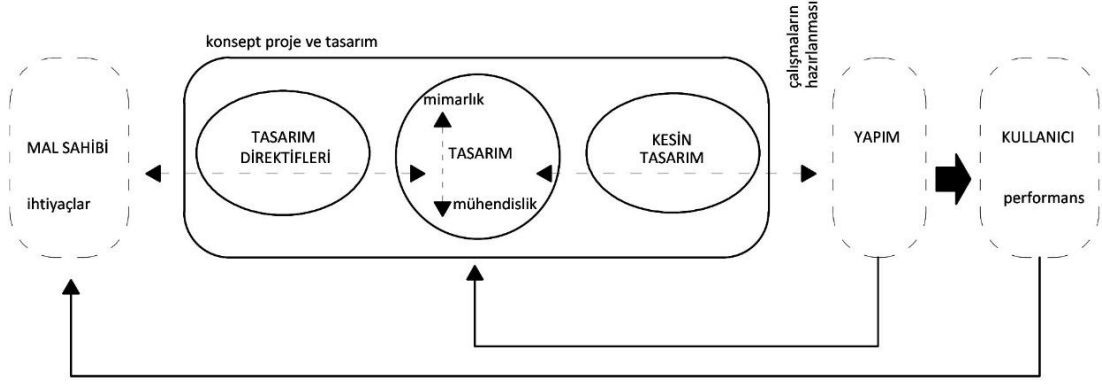 konsept proje ve tasarım
çalışmaların
hazırlanması
MAL SAHİBİ
ihtiyaçlar
TASARIM
DİREKTİFLERİ
mimarlık
TASARIM
mühendislik
KESİN
TASARIM
YAPIM
KULLANICI
performans